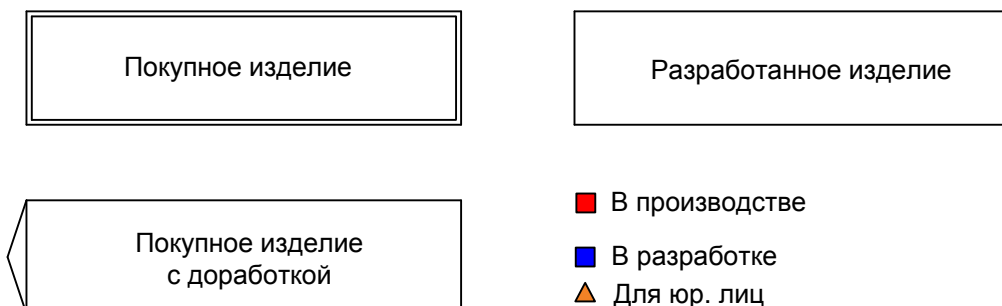 Покупное изделие
Разработанное изделие
Покупное изделие
с доработкой
В производстве
В разработке
Для юр. лиц